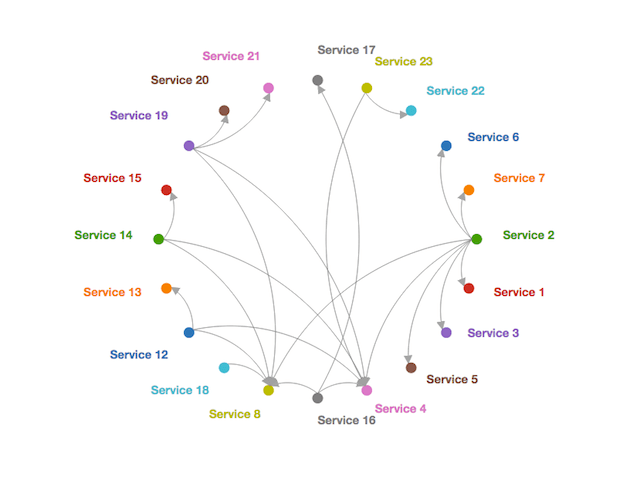 Service 17
Service 21
Service 23
Service 20
Service 22
Service 19
Service 6
Service 15
Service 7
Service 14
Service 2
Service 13
Service 1
Service 3
Service 12
Service 5
Service 18
Service 4
Service 8
Service 16